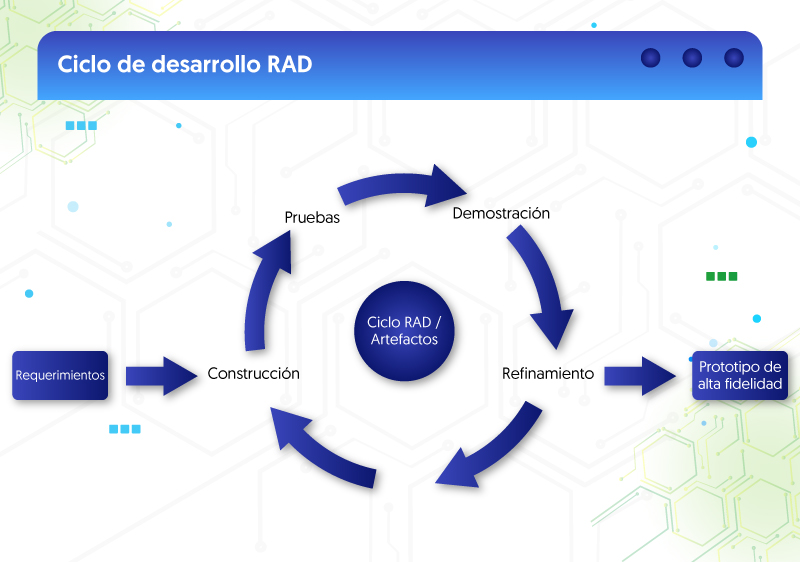 Ciclo de desarrollo RAD
Pruebas
Demostración
Ciclo RAD /
Artefactos
Requerimientos
Construcción
Refinamiento
Prototipo de
alta fidelidad